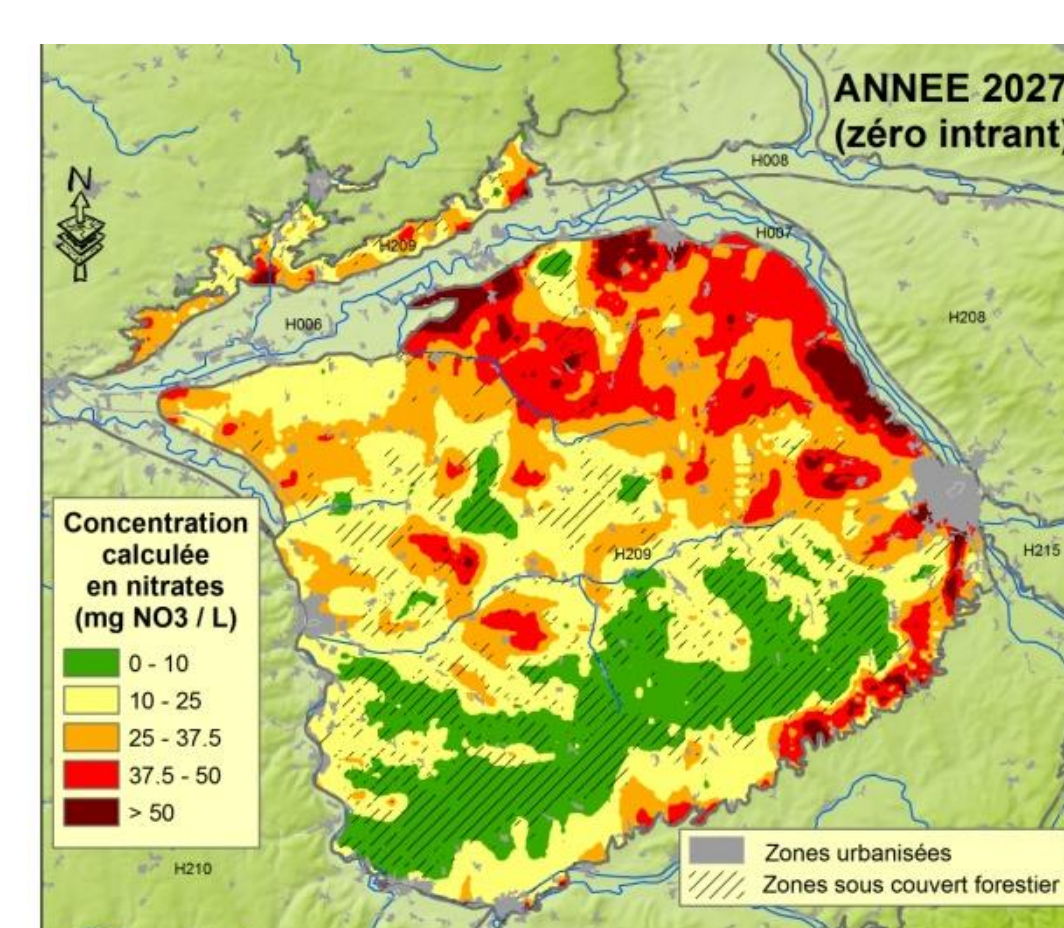 ANNEE 2027
(zéro intrant)
N
H008
H007
H209
H006
H208
H209
H215
Concentration
calculée
en nitrates
(mg NO3 / L)
0 - 10
10 - 25
25 - 37.5
37.5 - 50
> 50
H210
Zones urbanisées
Zones sous couvert forestier